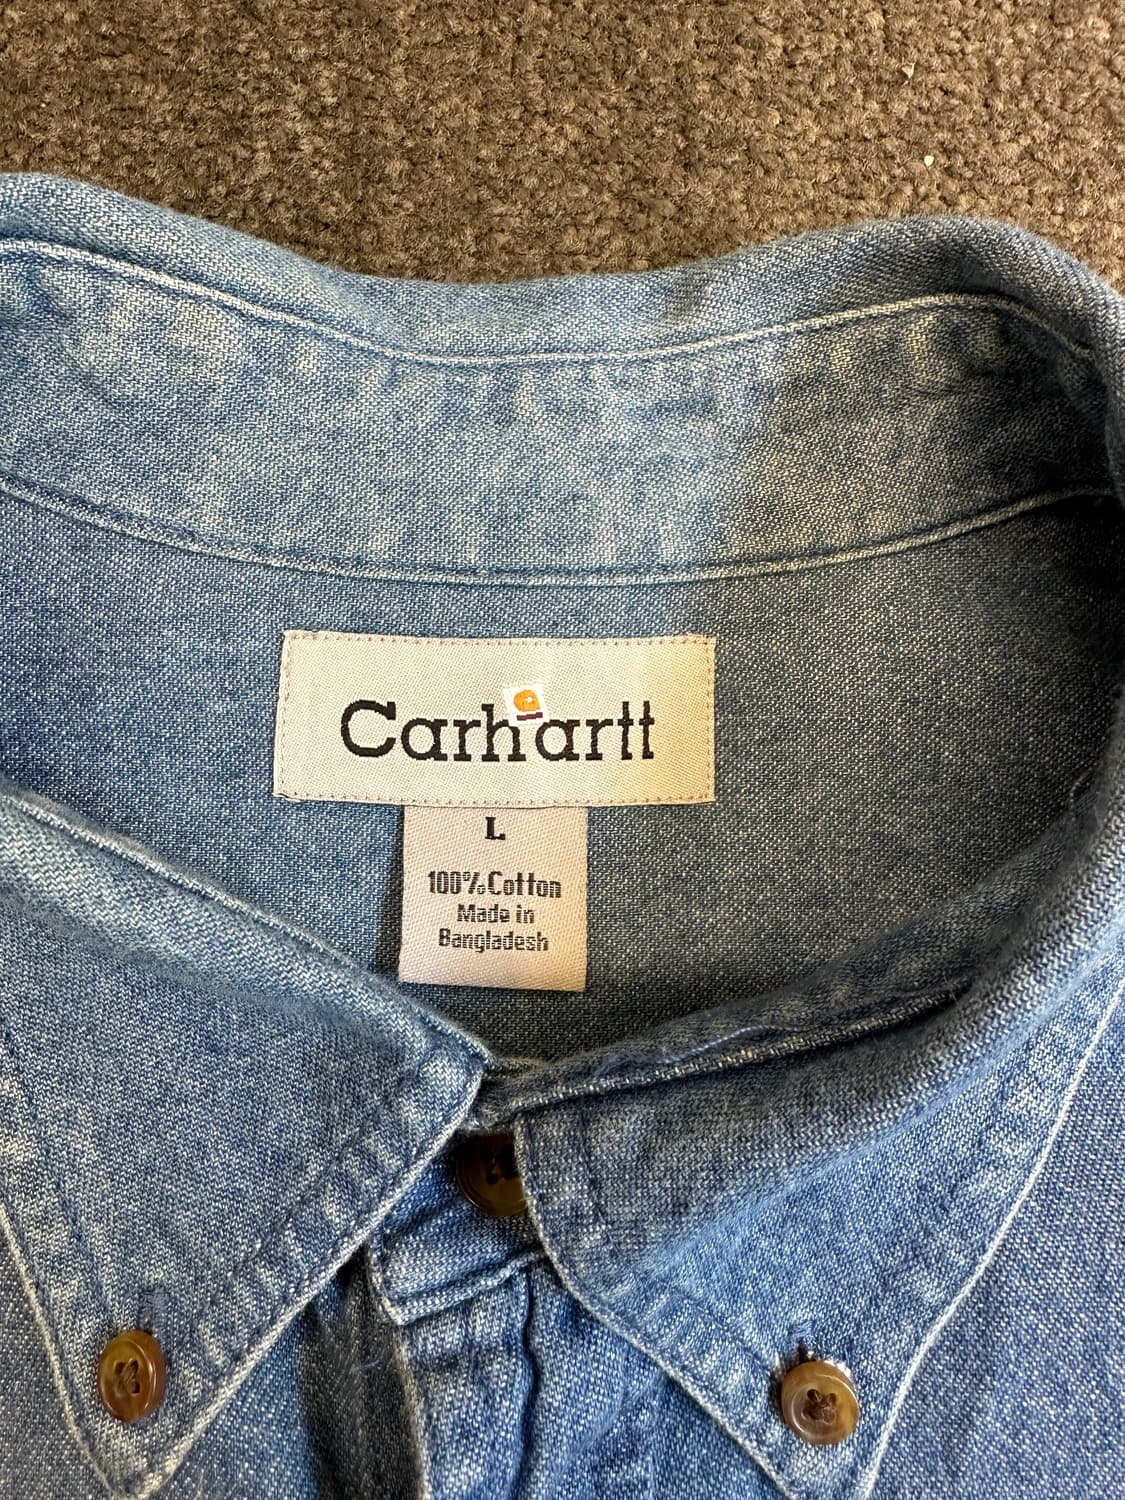 Carhartt
L
100% Cotton
Made in
Bangladesh